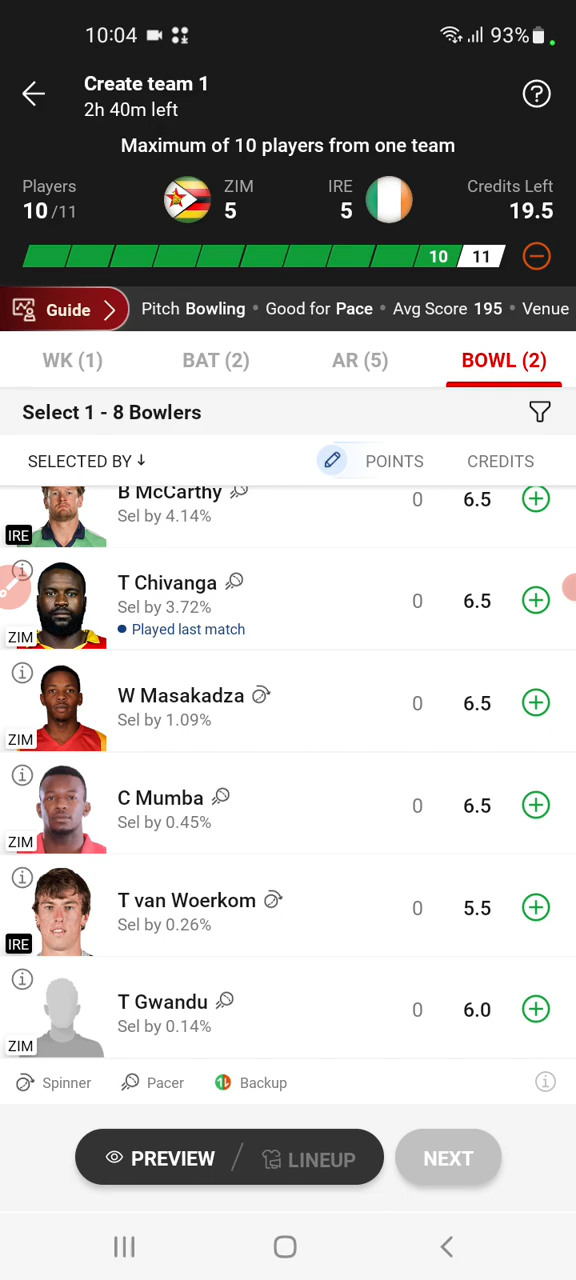 10:04 93%
Create team 1
2h 40m left
Maximum of 10 players from one team
Players ZIM IRE Credits Left
10/11 5 5 19.5
10 11
Guide Pitch Bowling • Good for Pace • Avg Score 195 • Venue
WK (1) BAT (2) AR (5) BOWL (2)
Select 1 - 8 Bowlers
SELECTED BY ↓ POINTS CREDITS
B McCarthy 0 6.5
Sel by 4.14%
IRE
T Chivanga 0 6.5
Sel by 3.72%
Played last match
ZIM
W Masakadza 0 6.5
Sel by 1.09%
ZIM
C Mumba 0 6.5
Sel by 0.45%
ZIM
T van Woerkom 0 5.5
Sel by 0.26%
IRE
T Gwandu 0 6.0
Sel by 0.14%
ZIM
Spinner Pacer Backup
PREVIEW / LINEUP NEXT